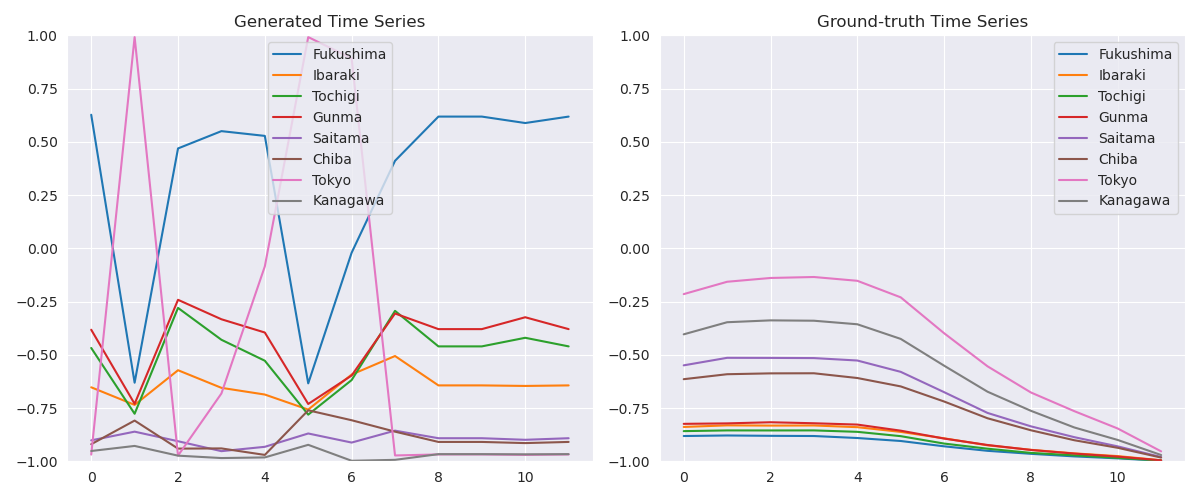 Generated Time Series
1.00
0.75
0.50
0.25
0.00
−0.25
−0.50
−0.75
−1.00
0 2 4 6 8 10
Fukushima
Ibaraki
Tochigi
Gunma
Saitama
Chiba
Tokyo
Kanagawa
Ground-truth Time Series
1.00
0.75
0.50
0.25
0.00
−0.25
−0.50
−0.75
−1.00
0 2 4 6 8 10
Fukushima
Ibaraki
Tochigi
Gunma
Saitama
Chiba
Tokyo
Kanagawa